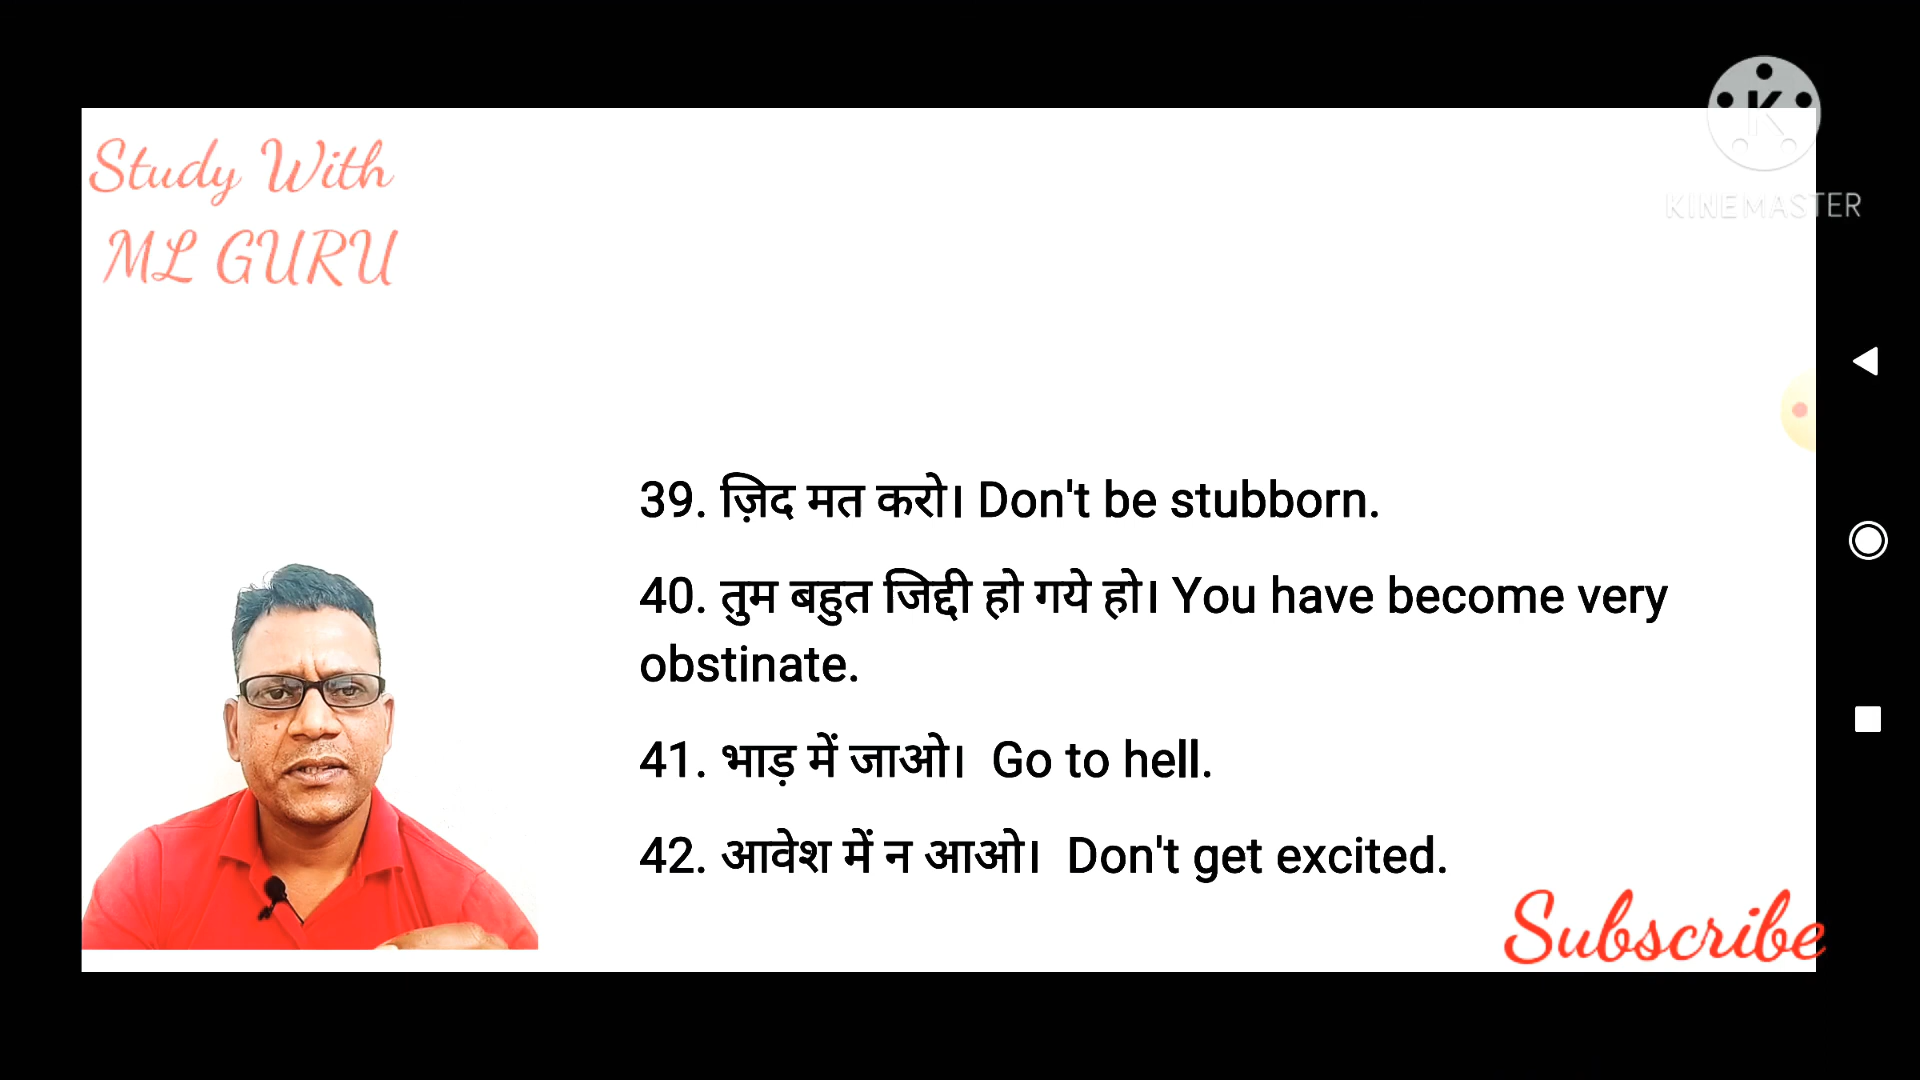 Study With
ML GURU
K
KINEMASTER
39. ज़िद मत करो। Don't be stubborn.
40. तुम बहुत जिद्दी हो गये हो। You have become very
obstinate.
41. भाड़ में जाओ। Go to hell.
42. आवेश में न आओ। Don't get excited.
Subscribe